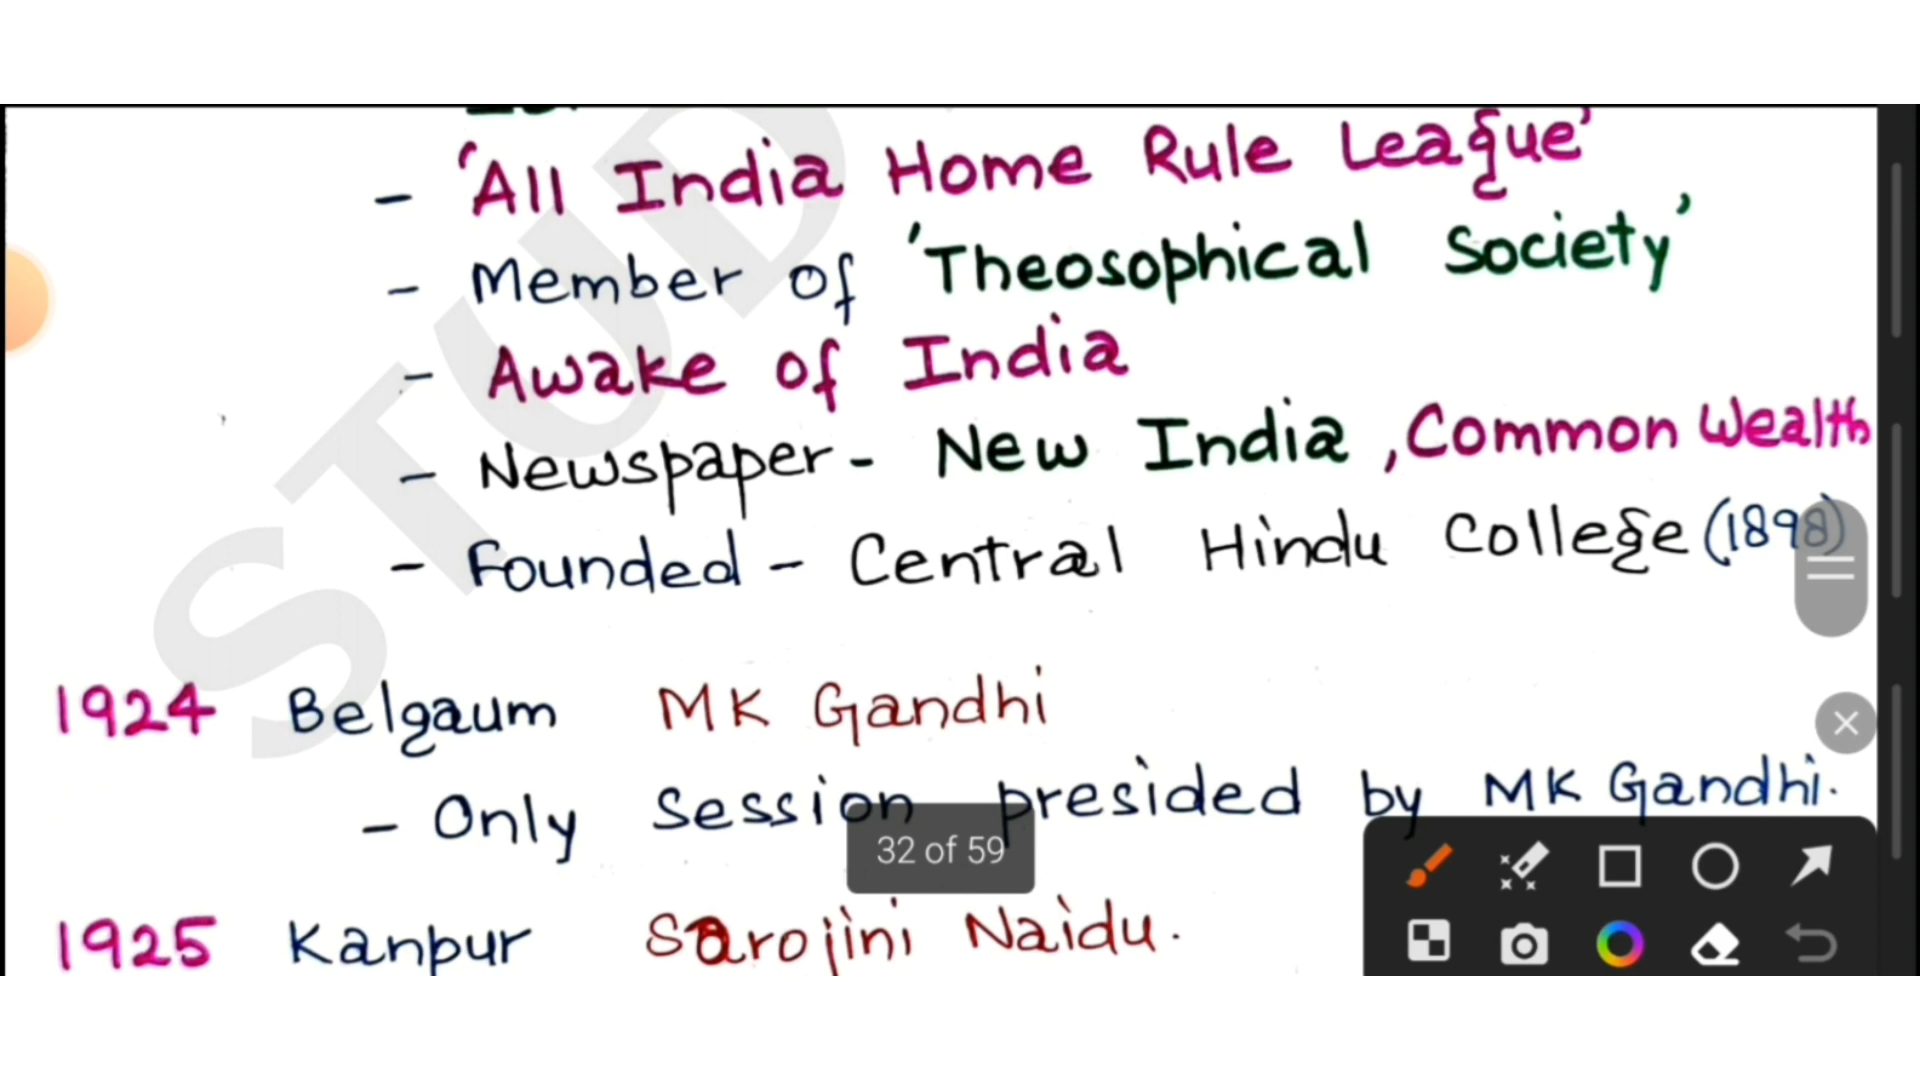 - 'All India Home Rule League'
- Member of 'Theosophical Society'
- Awake of India
- Newspaper - New India, Common Wealth
- Founded - Central Hindu College (1898)
1924 Belgaum MK Gandhi
- Only Session presided by MK Gandhi.
32 of 59
1925 Kanpur Sarojini Naidu.
STUD